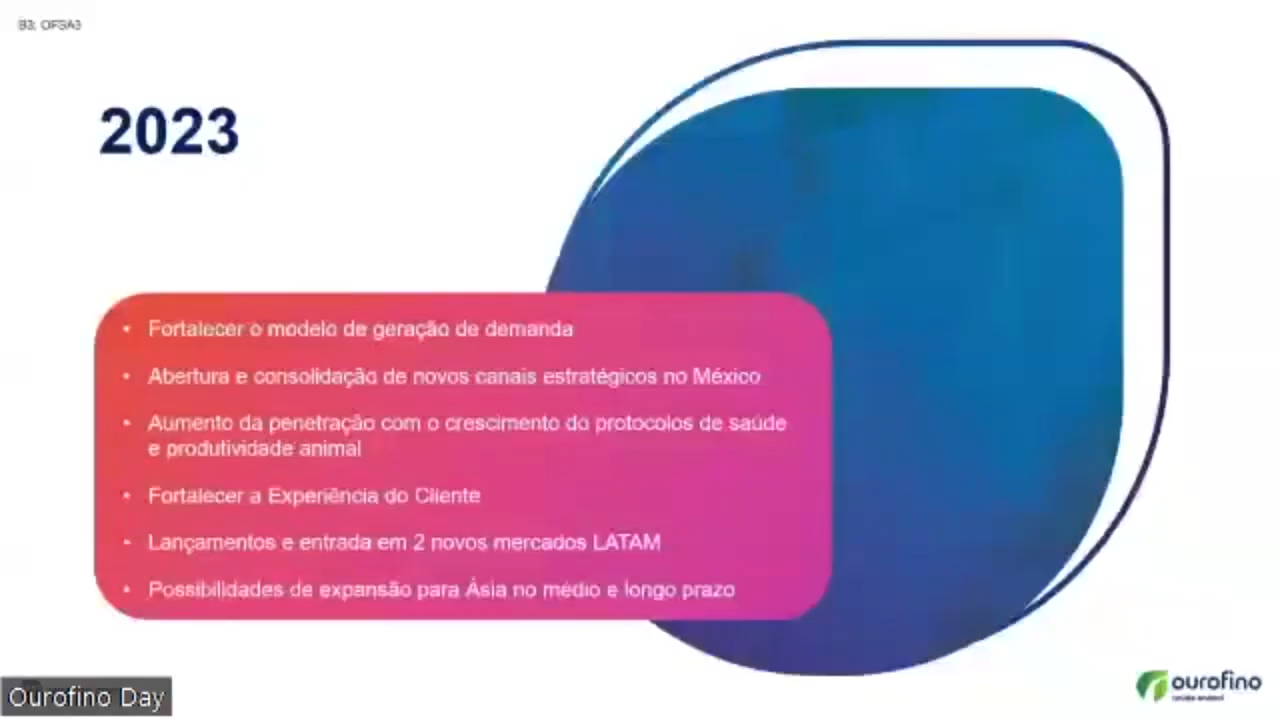 B3: OFSA3
2023
• Fortalecer o modelo de geração de demanda
• Abertura e consolidação de novos canais estratégicos no México
• Aumento da penetração com o crescimento do protocolos de saúde
e produtividade animal
• Fortalecer a Experiência do Cliente
• Lançamentos e entrada em 2 novos mercados LATAM
• Possibilidades de expansão para Ásia no médio e longo prazo
Ourofino Day
ourofino